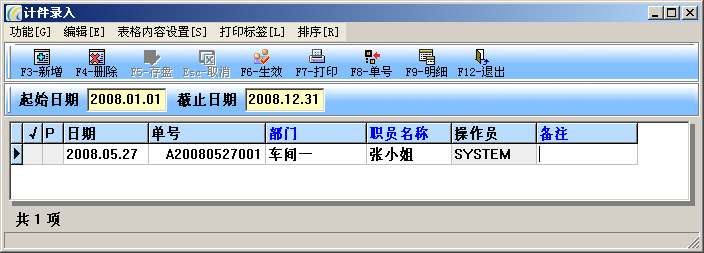 计件录入
功能[G] 编辑[E] 表格内容设置[S] 打印标签[L] 排序[R]
F3-新增 F4-删除 F5-存盘 Esc-取消 F6-生效 F7-打印 F8-单号 F9-明细 F12-退出
起始日期 2008.01.01 截止日期 2008.12.31
√ P 日期 单号 部门 职员名称 操作员 备注
2008.05.27 A20080527001 车间一 张小姐 SYSTEM
共 1 项